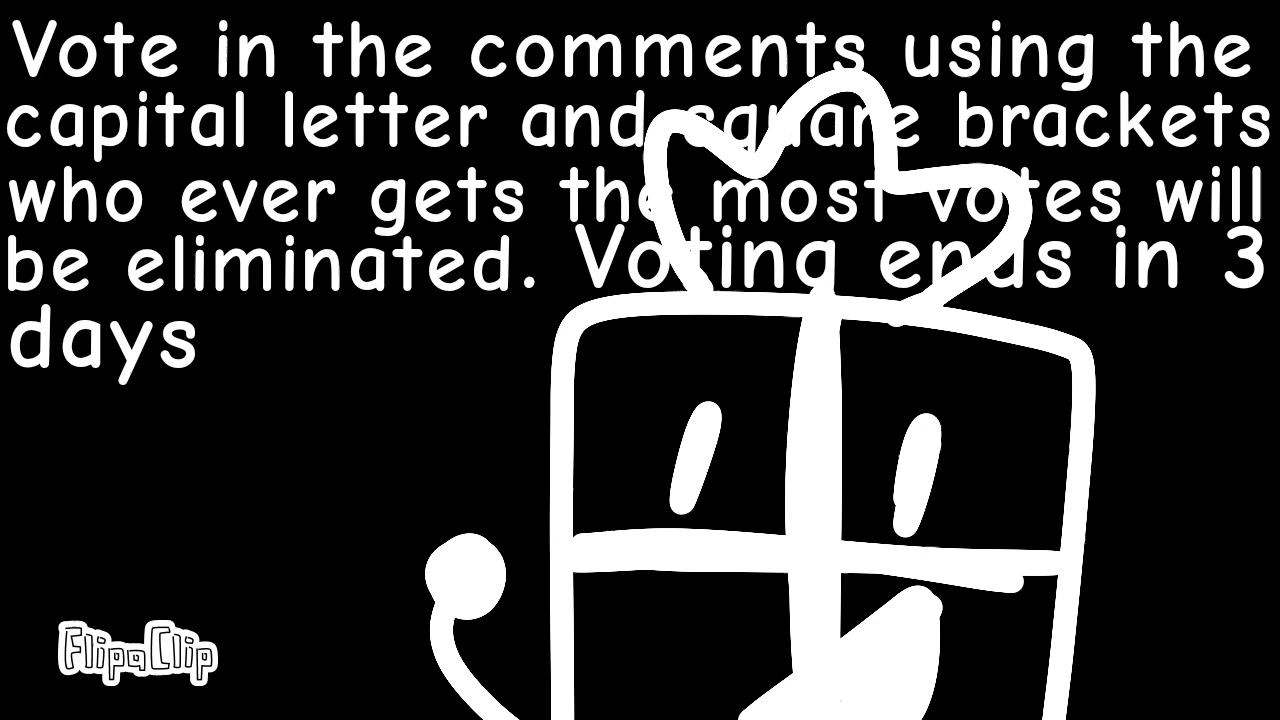 Vote in the comments using the
capital letter and square brackets
who ever gets the most votes will
be eliminated. Voting ends in 3
days
FlipaClip